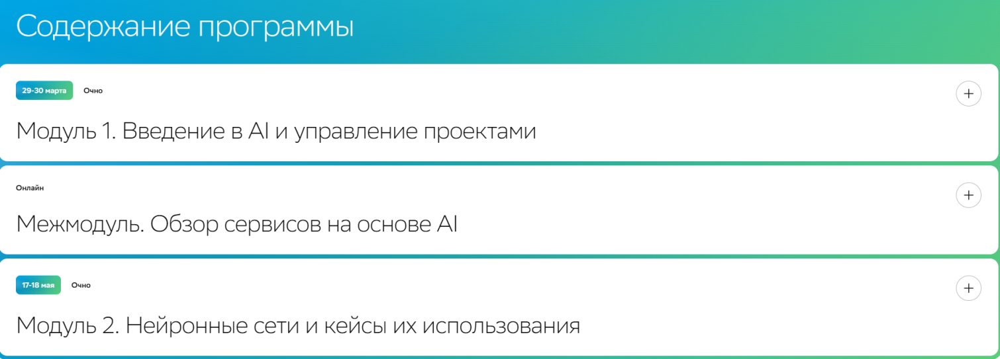 Содержание программы
29-30 марта Очно
Модуль 1. Введение в AI и управление проектами
Онлайн
Межмодуль. Обзор сервисов на основе AI
17-18 мая Очно
Модуль 2. Нейронные сети и кейсы их использования